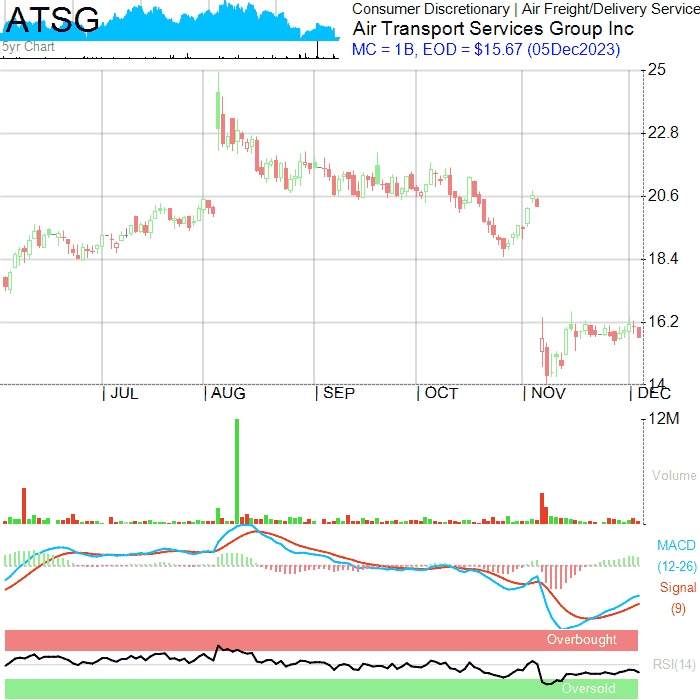 ATSG
5yr Chart
Consumer Discretionary | Air Freight/Delivery Service
Air Transport Services Group Inc
MC = 1B, EOD = $15.67 (05Dec2023)
25
22.8
20.6
18.4
16.2
14
| JUL | AUG | SEP | OCT | NOV | DEC
12M
Volume
MACD
(12-26)
Signal
(9)
Overbought
RSI(14)
Oversold